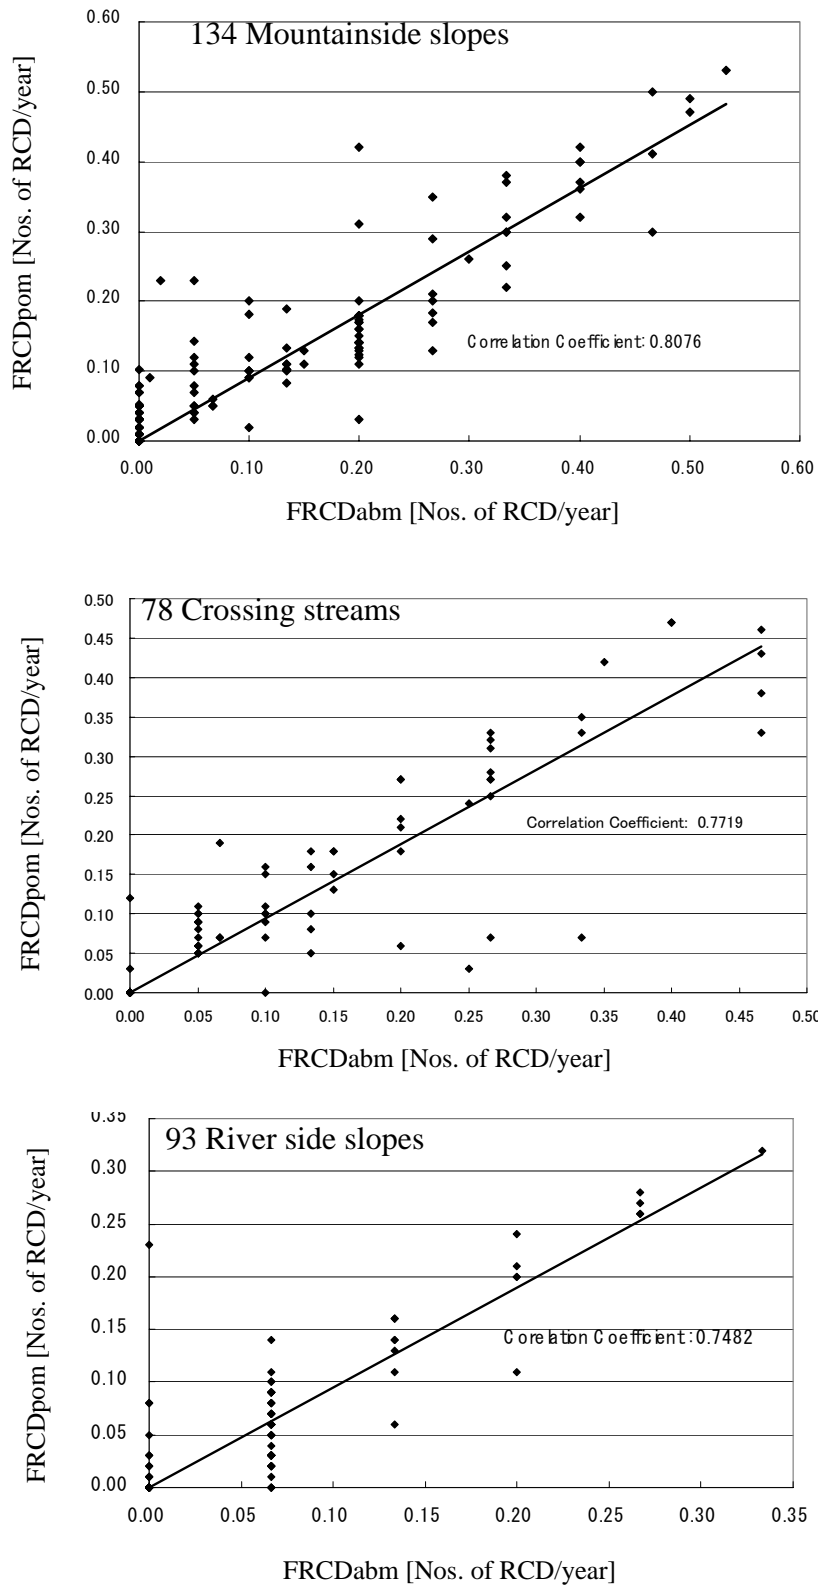 134 Mountainside slopes
FRCDpom [Nos. of RCD/year]
0.60
0.50
0.40
0.30
0.20
0.10
0.00
Correlation Coefficient: 0.8076
0.00 0.10 0.20 0.30 0.40 0.50 0.60
FRCDabm [Nos. of RCD/year]
78 Crossing streams
FRCDpom [Nos. of RCD/year]
0.50
0.45
0.40
0.35
0.30
0.25
0.20
0.15
0.10
0.05
0.00
Correlation Coefficient: 0.7719
0.00 0.05 0.10 0.15 0.20 0.25 0.30 0.35 0.40 0.45 0.50
FRCDabm [Nos. of RCD/year]
93 River side slopes
FRCDpom [Nos. of RCD/year]
0.35
0.30
0.25
0.20
0.15
0.10
0.05
0.00
Corelation Coefficient:0.7482
0.00 0.05 0.10 0.15 0.20 0.25 0.30 0.35
FRCDabm [Nos. of RCD/year]